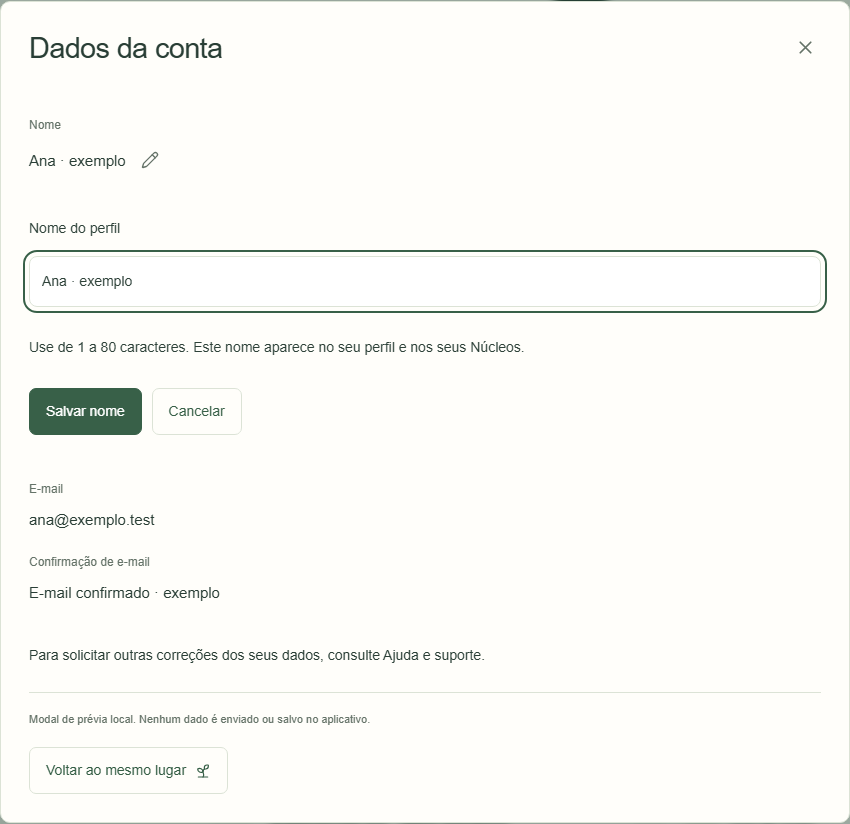 Dados da conta
Nome
Ana · exemplo
Nome do perfil
Ana · exemplo
Use de 1 a 80 caracteres. Este nome aparece no seu perfil e nos seus Núcleos.
Salvar nome
Cancelar
E-mail
ana@exemplo.test
Confirmação de e-mail
E-mail confirmado · exemplo
Para solicitar outras correções dos seus dados, consulte Ajuda e suporte.
Modal de prévia local. Nenhum dado é enviado ou salvo no aplicativo.
Voltar ao mesmo lugar